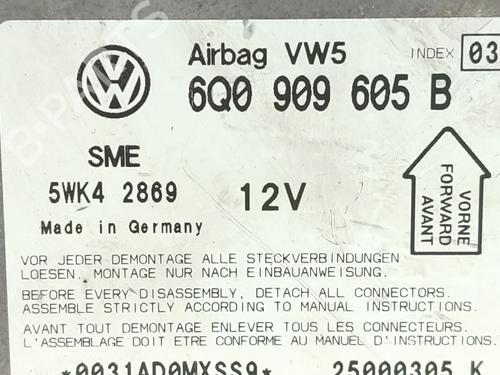 Airbag VW5 INDEX 03
6Q0 909 605 B
SME
5WK4 2869 12V
Made in Germany
VORNE
FORWARD
AVANT
VOR JEDER DEMONTAGE ALLE STECKVERBINDUNGEN
LOESEN. MONTAGE NUR NACH EINBAUANWEISUNG.
BEFORE EVERY DISASSEMBLY, DETACH ALL CONNECTORS.
ASSEMBLE STRICTLY ACCORDING TO MANUAL INSTRUCTIONS.
AVANT TOUT DEMONTAGE ENLEVER TOUS LES CONNECTEURS.
L'ASSEMBLAGE DOIT ETRE CONFORME AU MANUEL D'INSTRUCTIONS.
*0031AD0MXSS9* 25000305 K